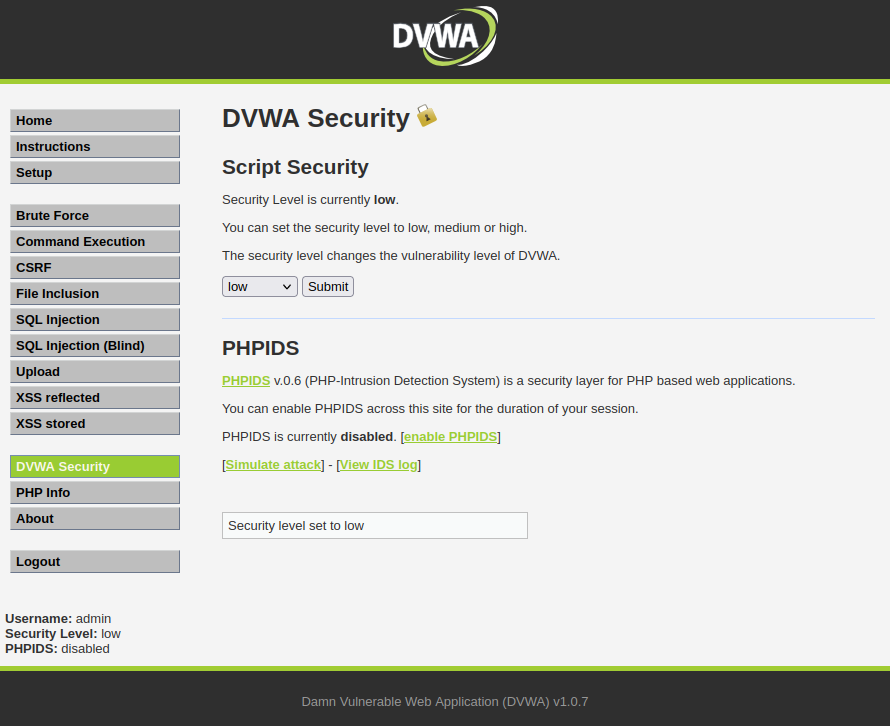 DVWA
Home
Instructions
Setup
Brute Force
Command Execution
CSRF
File Inclusion
SQL Injection
SQL Injection (Blind)
Upload
XSS reflected
XSS stored
DVWA Security
PHP Info
About
Logout
DVWA Security
Script Security
Security Level is currently low.
You can set the security level to low, medium or high.
The security level changes the vulnerability level of DVWA.
low Submit
PHPIDS
PHPIDS v.0.6 (PHP-Intrusion Detection System) is a security layer for PHP based web applications.
You can enable PHPIDS across this site for the duration of your session.
PHPIDS is currently disabled. [enable PHPIDS]
[Simulate attack] - [View IDS log]
Security level set to low
Username: admin
Security Level: low
PHPIDS: disabled
Damn Vulnerable Web Application (DVWA) v1.0.7